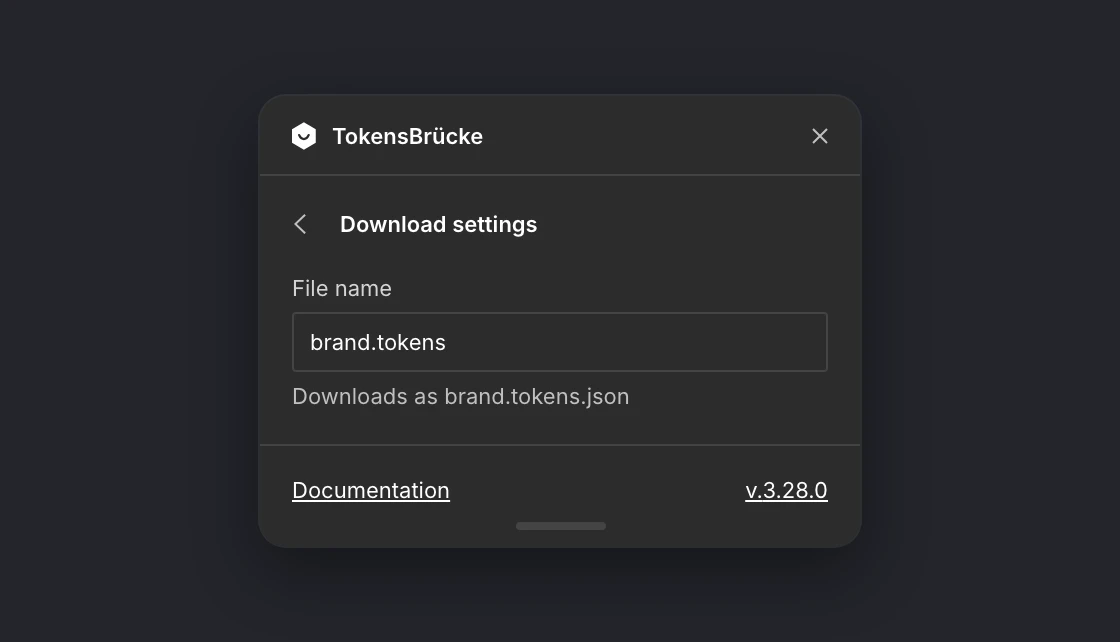 TokensBrücke
Download settings
File name
brand.tokens
Downloads as brand.tokens.json
Documentation
v.3.28.0